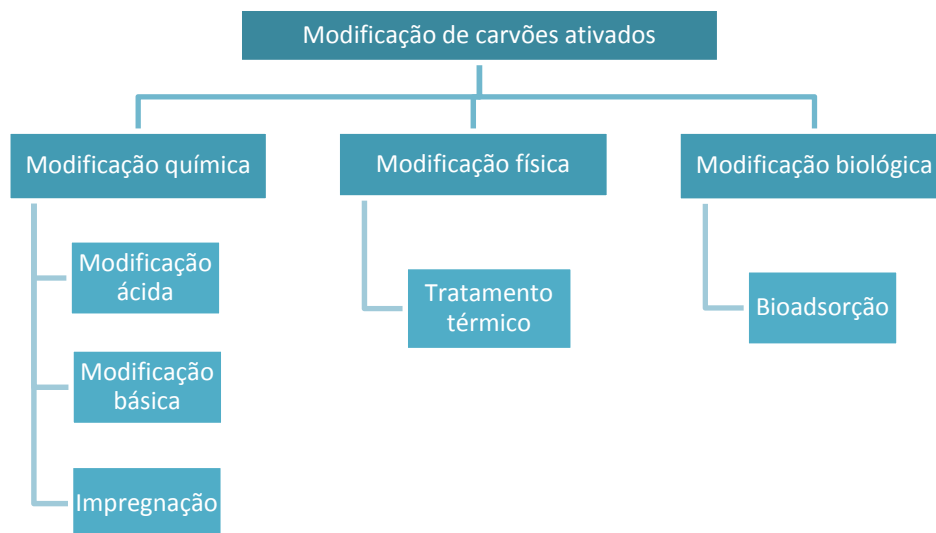 Modificação de carvões ativados
Modificação química
Modificação física
Modificação biológica
Modificação
ácida
Modificação
básica
Impregnação
Tratamento
térmico
Bioadsorção